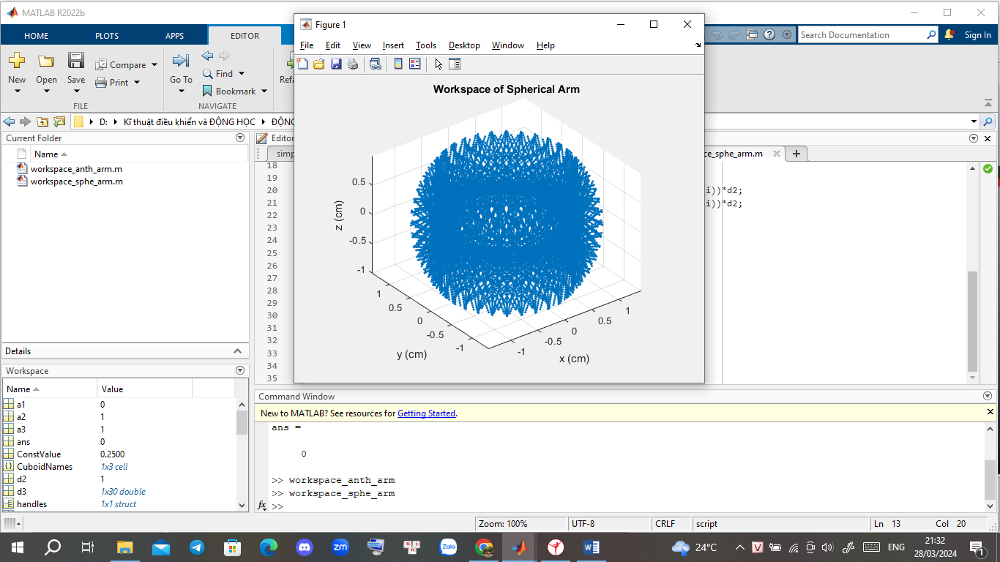 MATLAB R2022b
HOME PLOTS APPS EDITOR
Search Documentation
Sign In
New Open Save Compare Print
Go To Find Bookmark
FILE NAVIGATE
D: Kĩ thuật điều khiển và ĐỘNG HỌC
Current Folder
Name
workspace_anth_arm.m
workspace_sphe_arm.m
Details
Workspace
Name Value
a1 0
a2 1
a3 1
ans 0
ConstValue 0.2500
CuboidNames 1x3 cell
d2 1
d3 1x30 double
handles 1x1 struct
Figure 1
File Edit View Insert Tools Desktop Window Help
Workspace of Spherical Arm
0.5
0
-0.5
-1
z (cm)
1
0.5
0
-0.5
-1
y (cm)
-1
-0.5
0
0.5
1
x (cm)
18
19
20 i))*d2;
21 i))*d2;
22
23
24
25
26
27
28
29
30
31
32
33
34
35
Command Window
New to MATLAB? See resources for Getting Started.
ans =
0
>> workspace_anth_arm
>> workspace_sphe_arm
>>
fx
Zoom: 100% UTF-8 CRLF script Ln 13 Col 20
zm
Zalo
24°C
ENG
21:32
28/03/2024
1